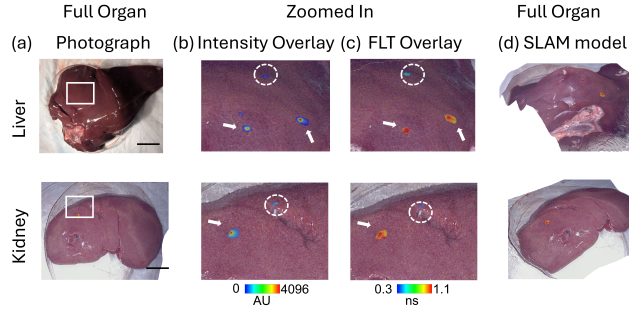 Full Organ Zoomed In Full Organ
(a) Photograph (b) Intensity Overlay (c) FLT Overlay (d) SLAM model
Liver
Kidney
0 4096 0.3 1.1
AU ns